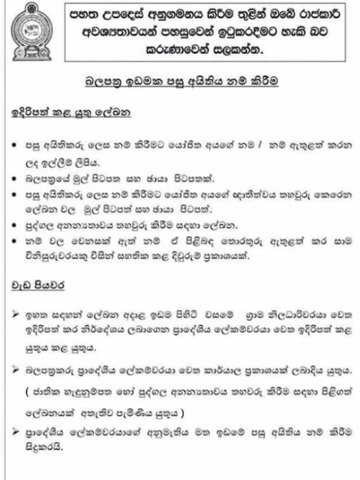 පහත උපදෙස් අනුගමනය කිරීම තුළින් ඔබේ රාජකාරී
අවශ්‍යතාවයන් පහසුවෙන් ඉටුකරදීමට හැකි බව
කරුණාවෙන් සලකන්න.
බලපත්‍ර ඉඩමක පසු අයිතිය නම් කිරීම
ඉදිරිපත් කළ යුතු ලේඛන
• පසු අයිතිකරු ලෙස නම් කිරීමට යෝජිත අයගේ නම / නම් ඇතුළත් කරන
ලද ඉල්ලීම් ලිපිය.
• බලපත්‍රයේ මුල් පිටපත සහ ඡායා පිටපතක්.
• පසු අයිතිකරු ලෙස නම් කිරීමට යෝජිත අයගේ ඥාතීත්වය තහවුරු කෙරෙන
ලේඛන වල මුල් පිටපත් සහ ඡායා පිටපත්.
• පුද්ගල අනන්‍යතාවය තහවුරු කිරීම සඳහා ලේඛන.
• නම් වල වෙනසක් ඇත් නම් ඒ පිළිබඳ තොරතුරු ඇතුළත් කර සාම
විනිසුරුවරයකු විසින් සහතික කළ දිවුරුම් ප්‍රකාශයක්.
වැඩ පියවර
➢ ඉහත සඳහන් ලේඛන අදාළ ඉඩම පිහිටි වසමේ ග්‍රාම නිලධාරිවරයා වෙත
ඉදිරිපත් කර නිර්දේශය ලබාගෙන ප්‍රාදේශීය ලේකම්වරයා වෙත ඉදිරිපත් කළ
යුතුය කළ යුතුය.
➢ බලපත්‍රකරු ප්‍රාදේශීය ලේකම්වරයා වෙත කාර්යාල ප්‍රකාශයක් ලබාදිය යුතුය.
( ජාතික හැඳුනුම්පත හෝ පුද්ගල අනන්‍යතාවය තහවරු කිරීම සඳහා පිළිගත්
ලේඛනයක් අතැතිව පැමිණිය යුතුය )
➢ ප්‍රාදේශීය ලේකම්වරයාගේ අනුමැතිය මත ඉඩමේ පසු අයිතිය නම් කිරීම
සිදුකරයි.